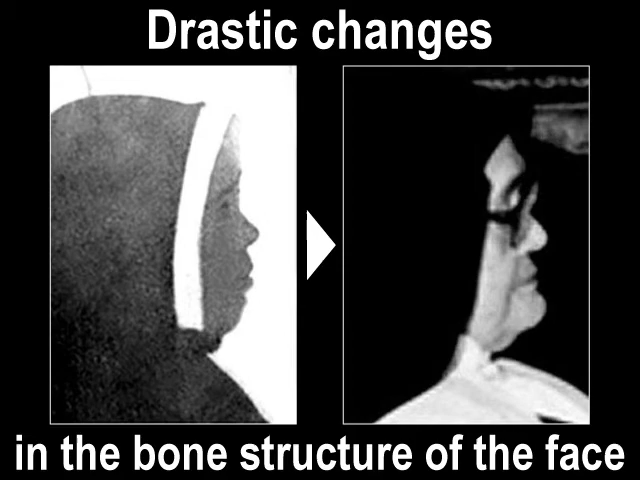 Drastic changes
in the bone structure of the face